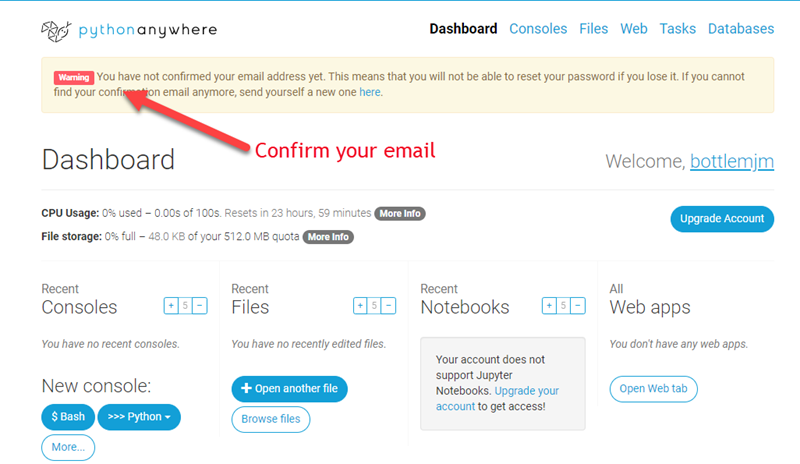 pythonanywhere
Dashboard Consoles Files Web Tasks Databases
Warning You have not confirmed your email address yet. This means that you will not be able to reset your password if you lose it. If you cannot
find your confirmation email anymore, send yourself a new one here.
Confirm your email
Dashboard
Welcome, bottlemjm
CPU Usage: 0% used – 0.00s of 100s. Resets in 23 hours, 59 minutes More Info
Upgrade Account
File storage: 0% full – 48.0 KB of your 512.0 MB quota More Info
Recent
Consoles
+ 5 −
You have no recent consoles.
New console:
$ Bash
>>> Python
More...
Recent
Files
+ 5 −
You have no recently edited files.
+ Open another file
Browse files
Recent
Notebooks
+ 5 −
Your account does not
support Jupyter
Notebooks. Upgrade your
account to get access!
All
Web apps
You don't have any web apps.
Open Web tab